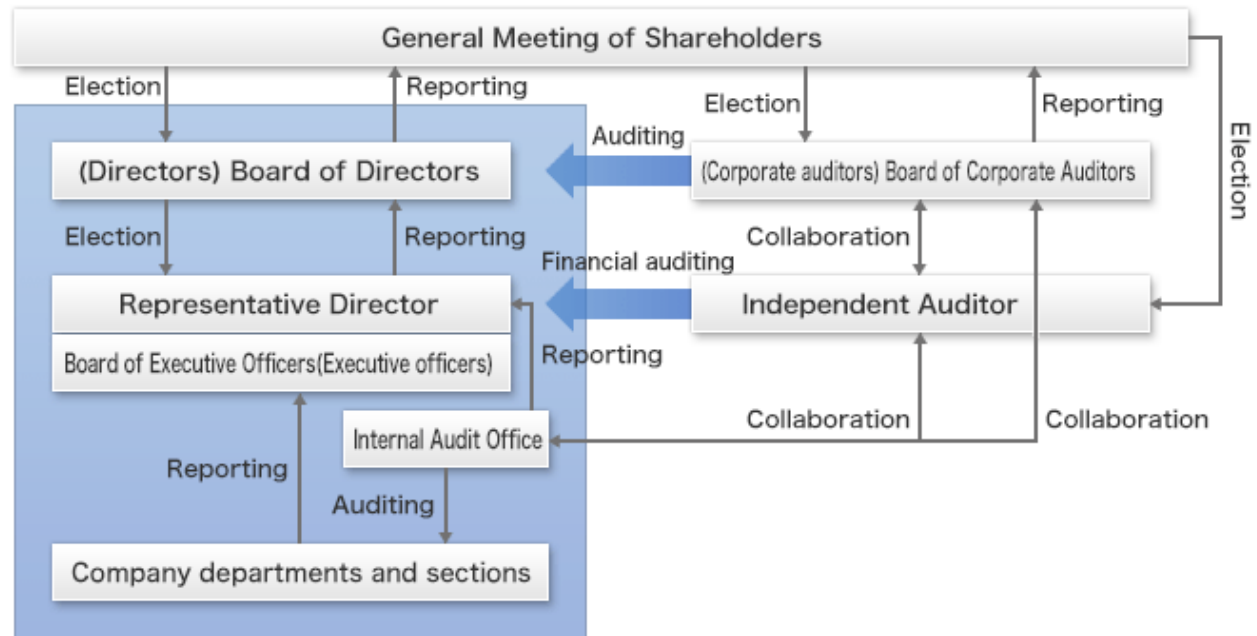 General Meeting of Shareholders
Election
Reporting
Election
Reporting
Election
Auditing
(Directors) Board of Directors
(Corporate auditors) Board of Corporate Auditors
Election
Reporting
Collaboration
Financial auditing
Representative Director
Independent Auditor
Board of Executive Officers(Executive officers)
Reporting
Collaboration
Collaboration
Internal Audit Office
Reporting
Auditing
Company departments and sections